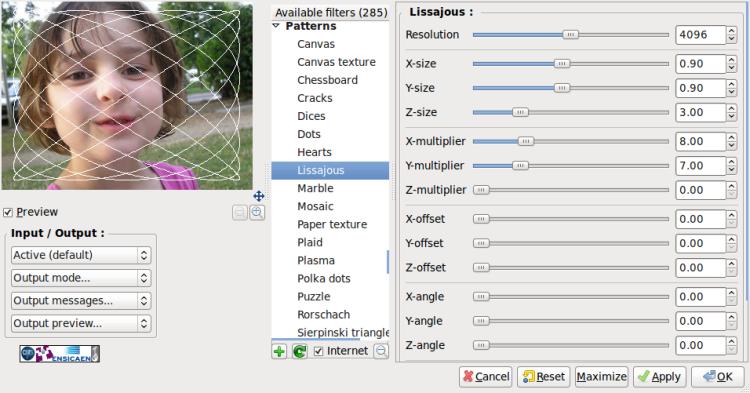 Preview
Input / Output :
Active (default)
Output mode...
Output messages...
Output preview...
ENSICAEN
Available filters (285)
Patterns
Canvas
Canvas texture
Chessboard
Cracks
Dices
Dots
Hearts
Lissajous
Marble
Mosaic
Paper texture
Plaid
Plasma
Polka dots
Puzzle
Rorschach
Sierpinski triangle
Internet
Lissajous :
Resolution 4096
X-size 0.90
Y-size 0.90
Z-size 3.00
X-multiplier 8.00
Y-multiplier 7.00
Z-multiplier 0.00
X-offset 0.00
Y-offset 0.00
Z-offset 0.00
X-angle 0.00
Y-angle 0.00
Z-angle 0.00
Cancel Reset Maximize Apply OK